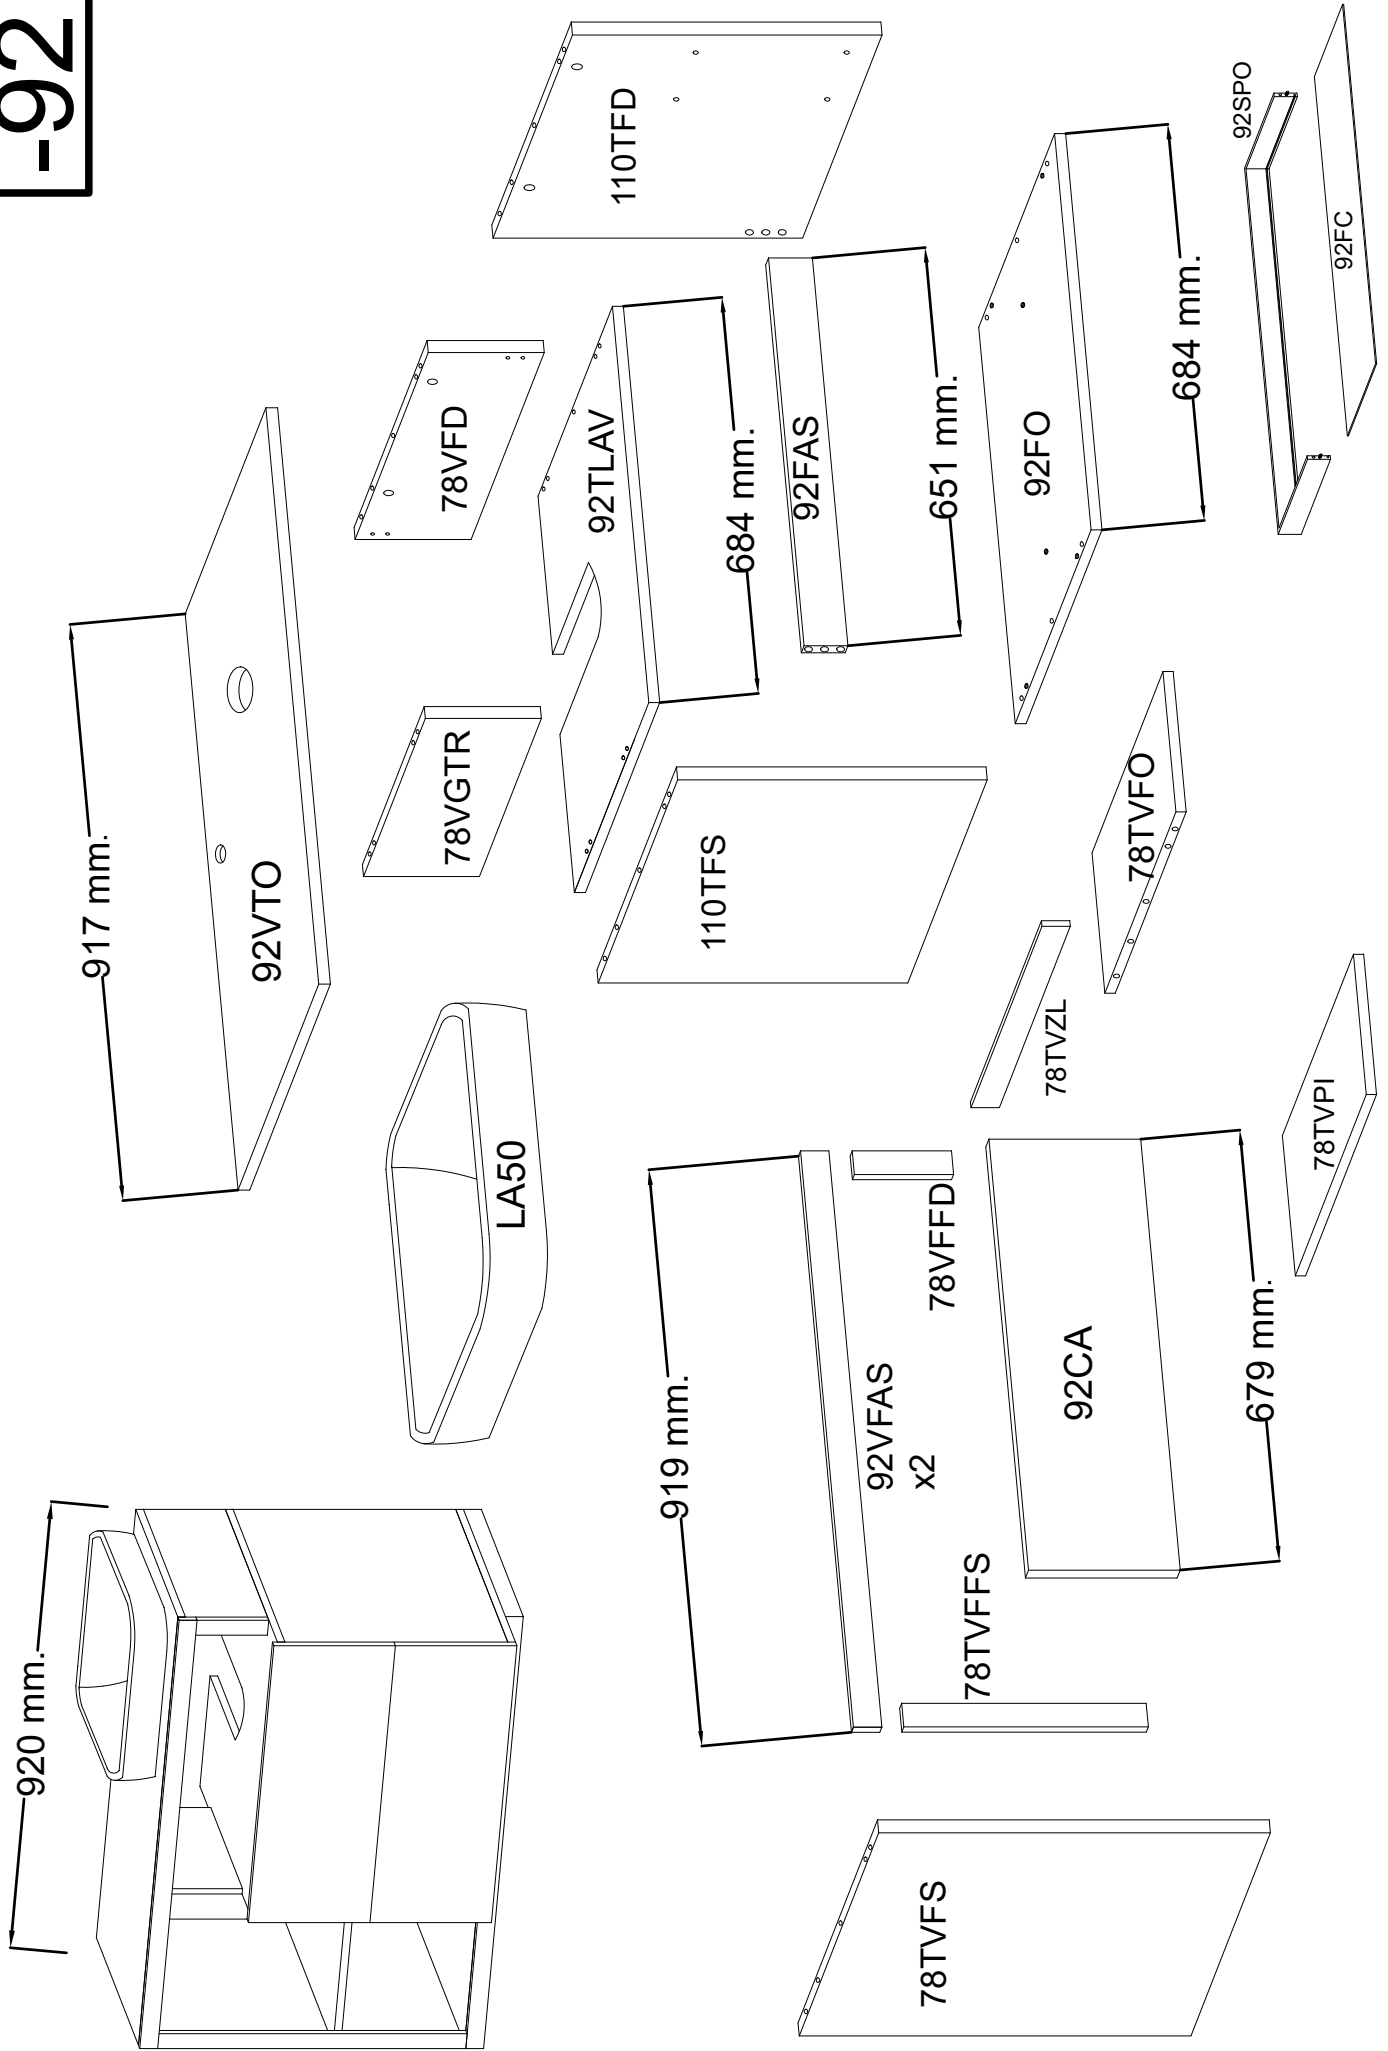 -92
920 mm.
917 mm.
92VTO
LA50
78VGTR
78VFD
92TLAV
684 mm.
110TFD
110TFS
92FAS
651 mm.
919 mm.
92VFAS
x2
78VFFD
78TVFFS
78TVFS
92CA
679 mm.
78TVZL
78TVFO
78TVPI
92FO
684 mm.
92SPO
92FC